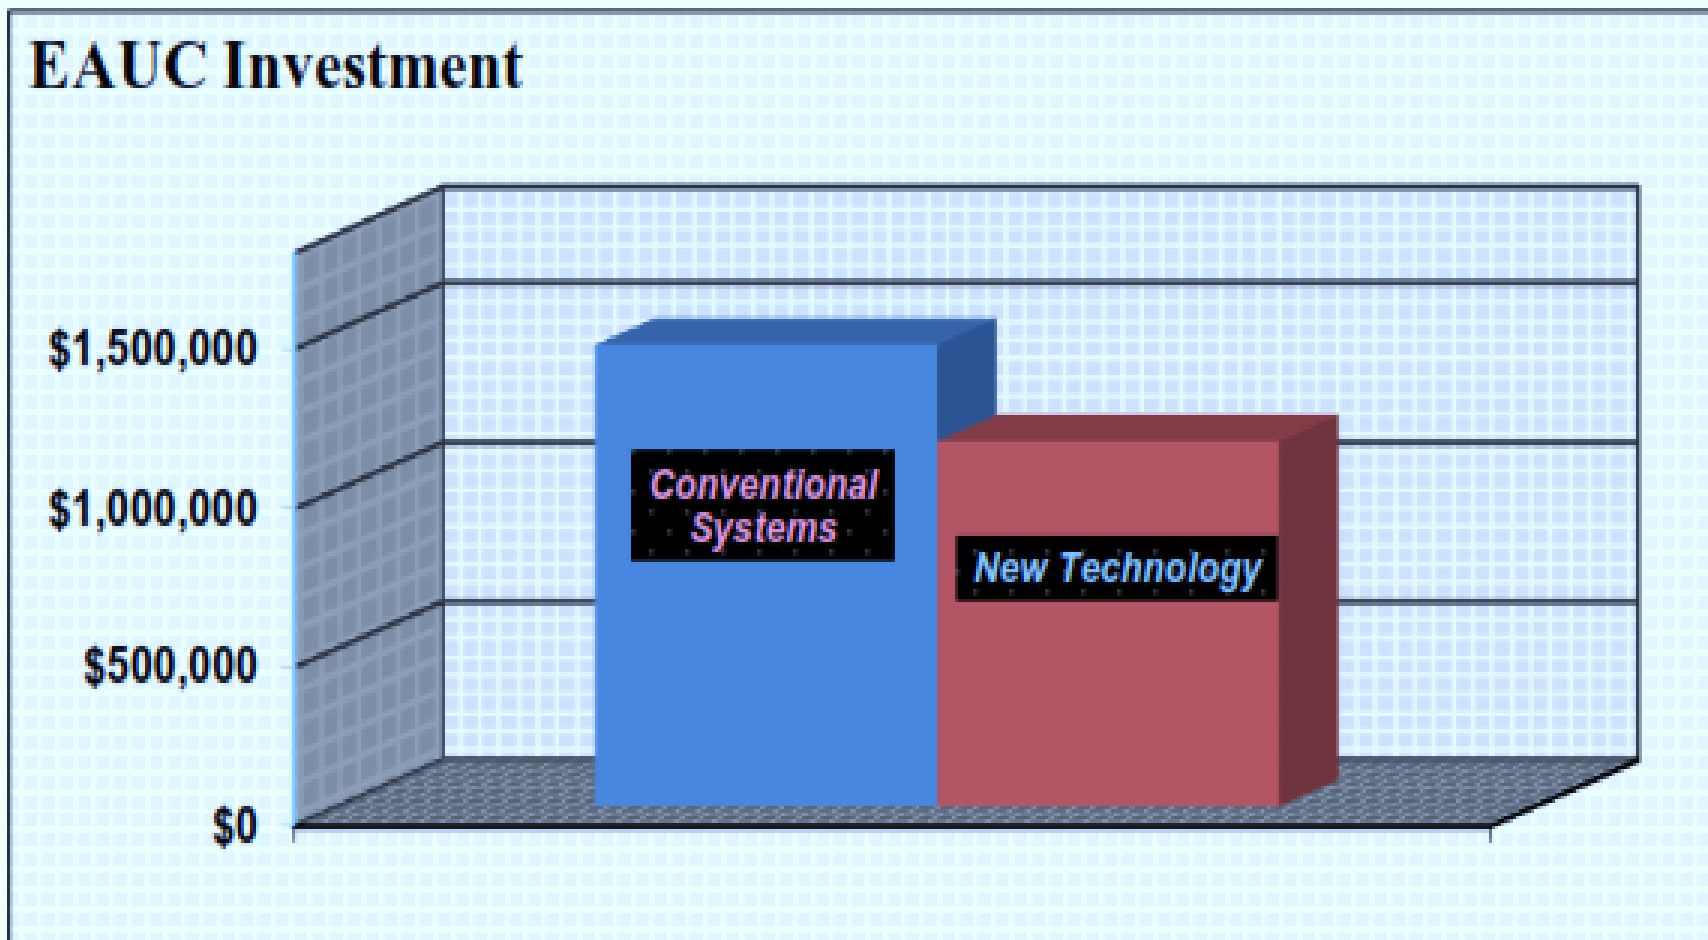 EAUC Investment
$1,500,000
$1,000,000
$500,000
$0
Conventional
Systems
New Technology